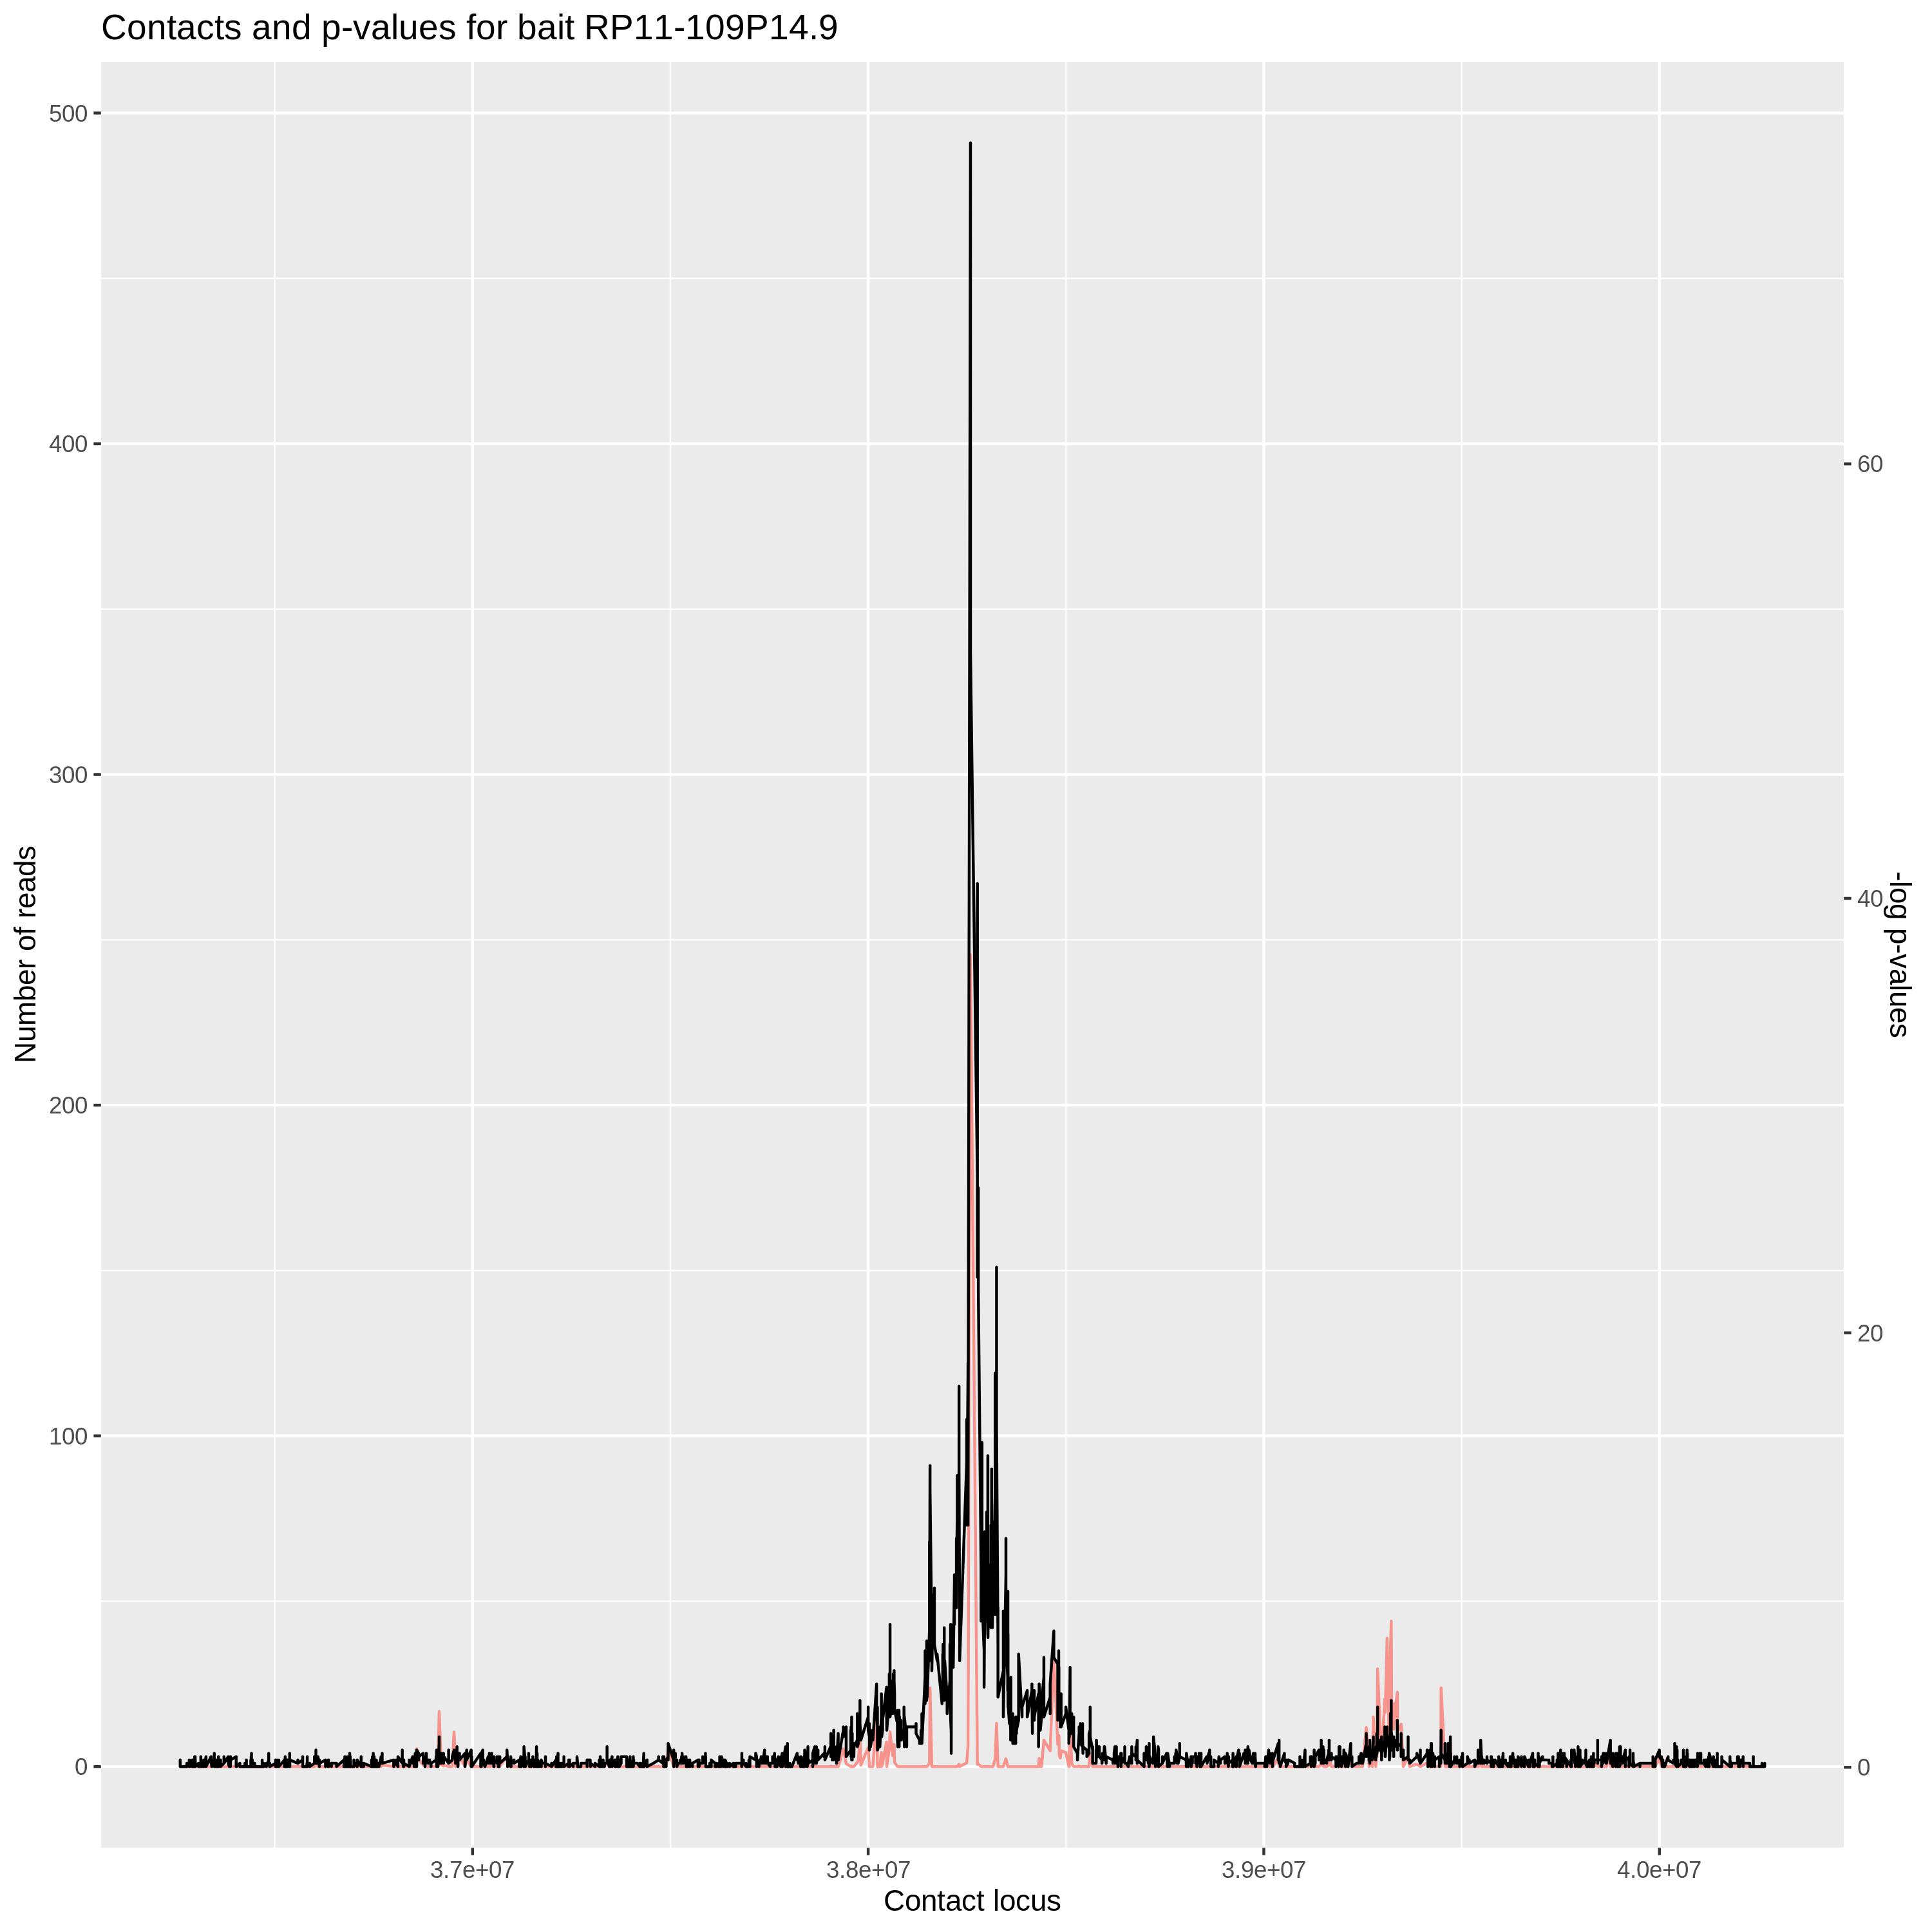 Contacts and p-values for bait RP11-109P14.9
500
400
300
200
100
0
Number of reads
60
40
20
0
-log p-values
3.7e+07
3.8e+07
3.9e+07
4.0e+07
Contact locus